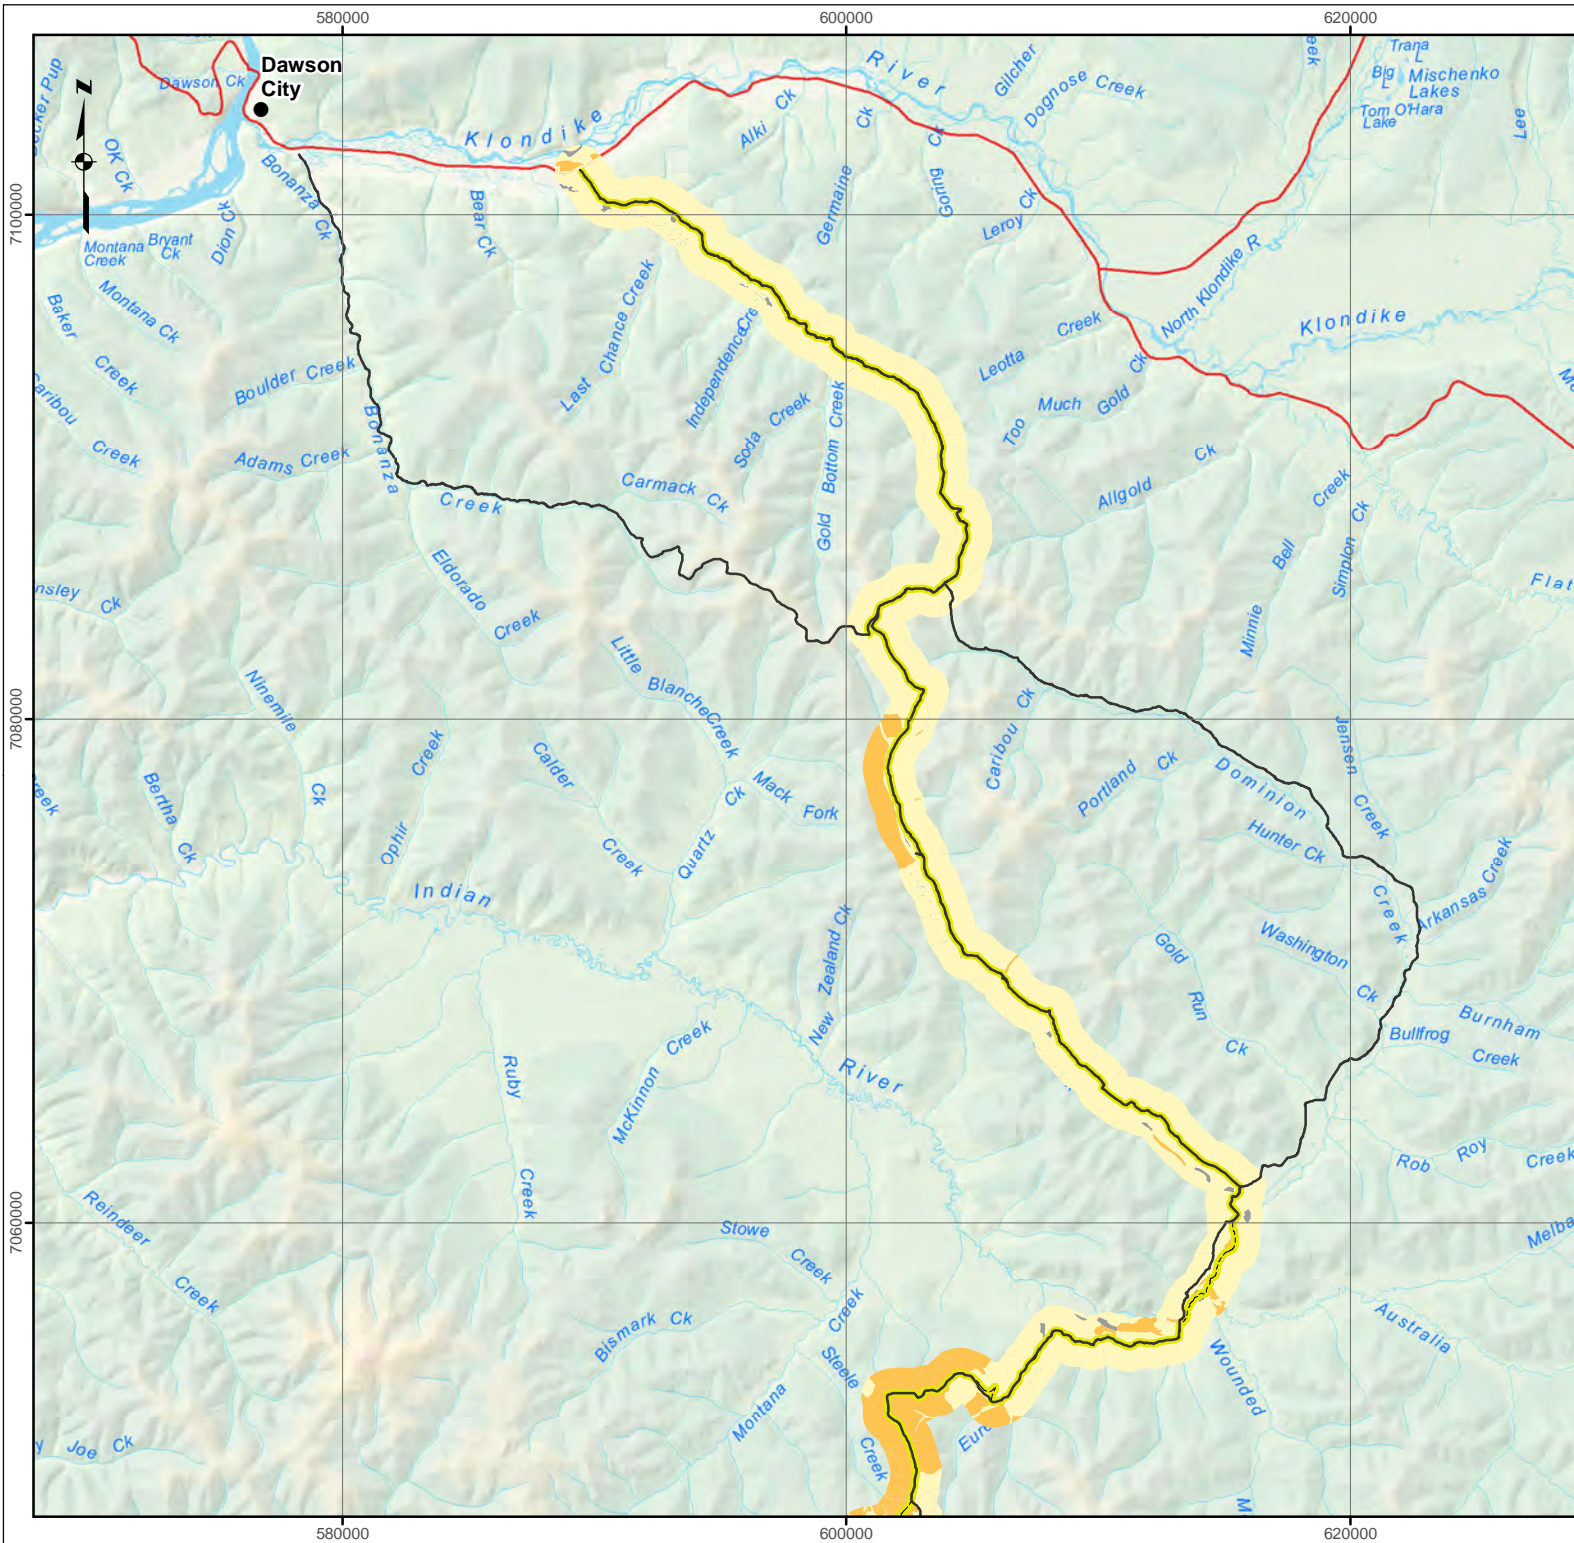 580000
600000
620000
7100000
7080000
7060000
580000
600000
620000
Dawson
City
Dawson Ck
OK Ck
Klondike
River
Gilcher
Dognose Creek
Trana
L
Big
L
Mischenko
Lakes
Tom O'Hara
Lake
Lee
Alki Ck
Ck
Germaine
Ck
Goring
Leroy Ck
Bonanza Ck
Bear Ck
Dion Ck
Bryant
Ck
Montana
Creek
Montana Ck
Baker
Creek
North Klondike R
Klondike
Last Chance Creek
Independence
Soda Creek
Gold Bottom Creek
Leotta Creek
Too Much Gold Ck
Boulder Creek
Adams Creek
Bonanza
Creek
Creek
Carmack Ck
Allgold Ck
Minnie Bell Creek
Simplon Ck
Flat
Eldorado
Creek
Ck
Little
Blanche
Creek
Ninemile
Ck
Bertha
Ck
Ophir Creek
Calder
Creek
Quartz Ck
Mack
Fork
Caribou Ck
Portland Ck
Dominion
Creek
Jensen
Creek
Hunter Ck
Arkansas Creek
Indian
River
New Zealand Ck
Gold
Run
Ck
Washington
Ck
Burnham
Bullfrog
Creek
Ruby
Creek
McKinnon Creek
Rob Roy Creek
Reindeer
Creek
Stowe
Creek
Bismark Ck
Montana Creek
Steele
Creek
Wounded
M
Australia
Joe Ck